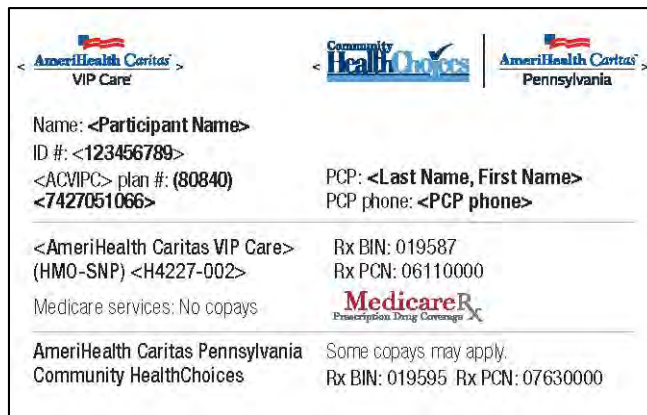 < AmeriHealth Caritas >
VIP Care
< Community HealthChoices
AmeriHealth Caritas >
Pennsylvania
Name: <Participant Name>
ID #: <123456789>
<ACVIPC> plan #: (80840)
<7427051066>
PCP: <Last Name, First Name>
PCP phone: <PCP phone>
<AmeriHealth Caritas VIP Care>
(HMO-SNP) <H4227-002>
Medicare services: No copays
Rx BIN: 019587
Rx PCN: 06110000
MedicareRx
Prescription Drug Coverage
AmeriHealth Caritas Pennsylvania
Community HealthChoices
Some copays may apply.
Rx BIN: 019595 Rx PCN: 07630000